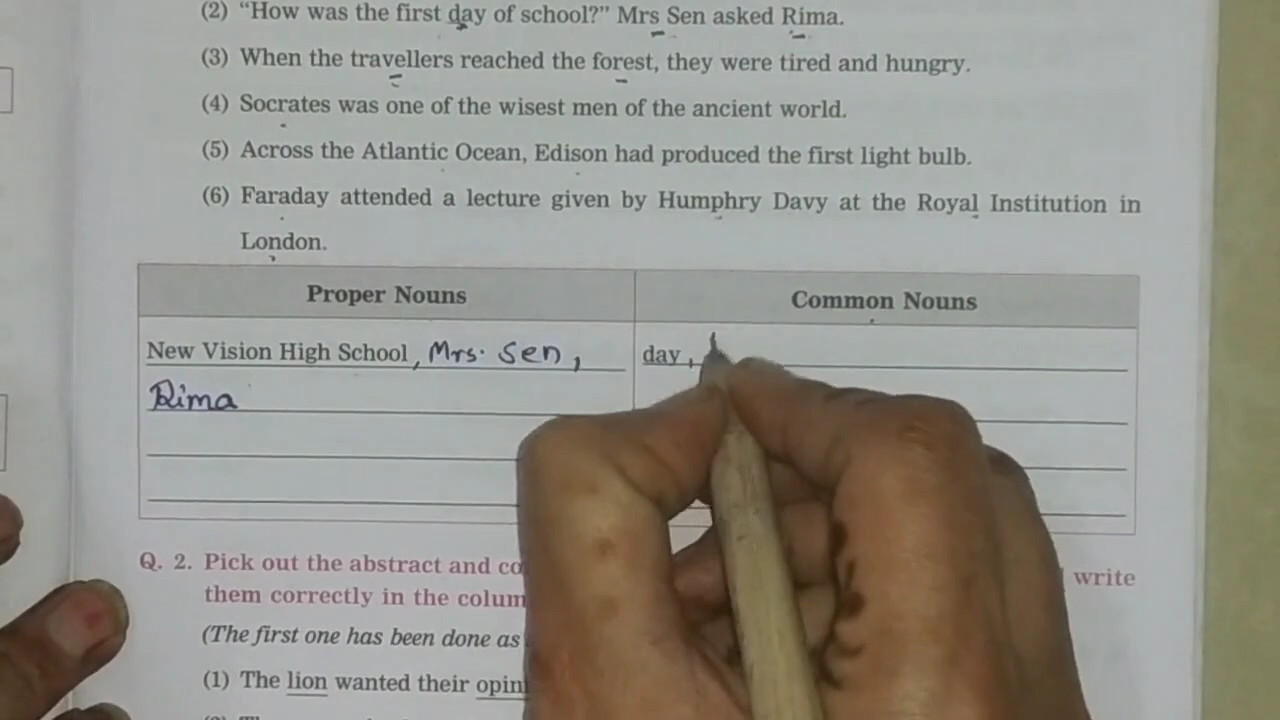 (2) “How was the first day of school?” Mrs Sen asked Rima.
(3) When the travellers reached the forest, they were tired and hungry.
(4) Socrates was one of the wisest men of the ancient world.
(5) Across the Atlantic Ocean, Edison had produced the first light bulb.
(6) Faraday attended a lecture given by Humphry Davy at the Royal Institution in
London.
Proper Nouns
Common Nouns
New Vision High School, Mrs. Sen,
Rima
day,
Q. 2. Pick out the abstract and write
them correctly in the
(The first one has been done as
(1) The lion wanted their